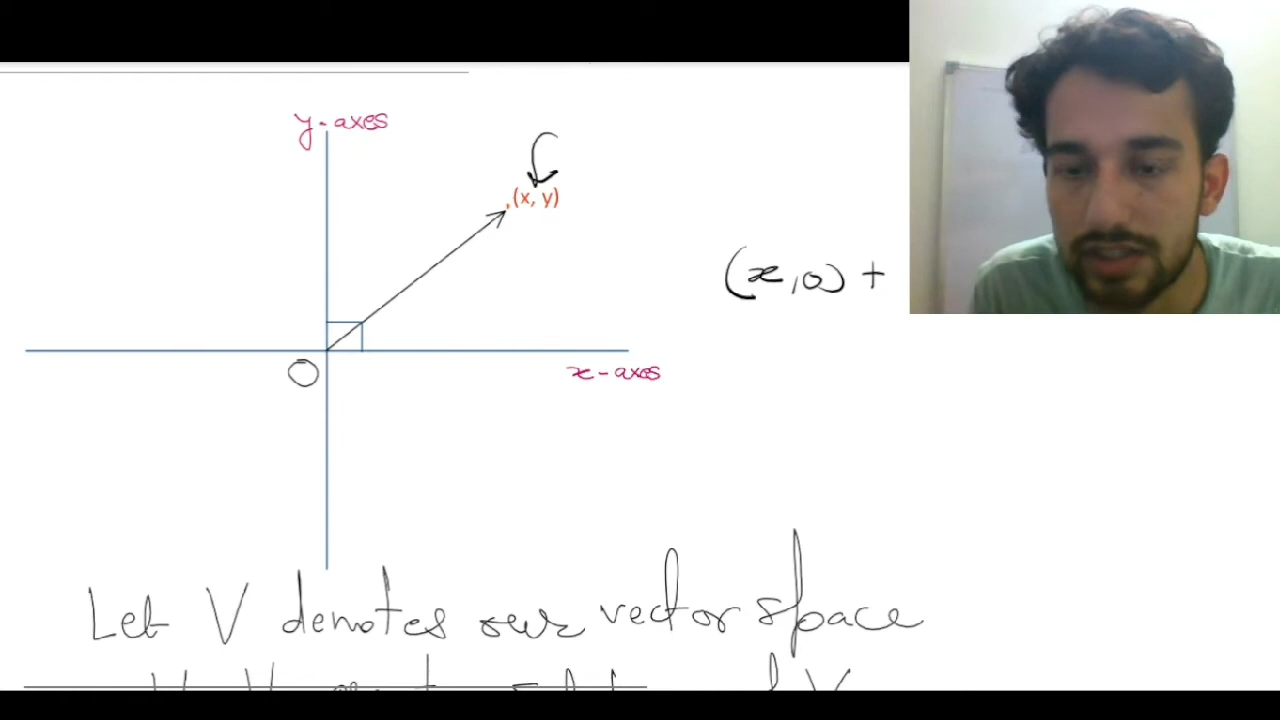 y-axes
(x, y)
(x, 0) +
O
x-axes
Let V denotes our vector space